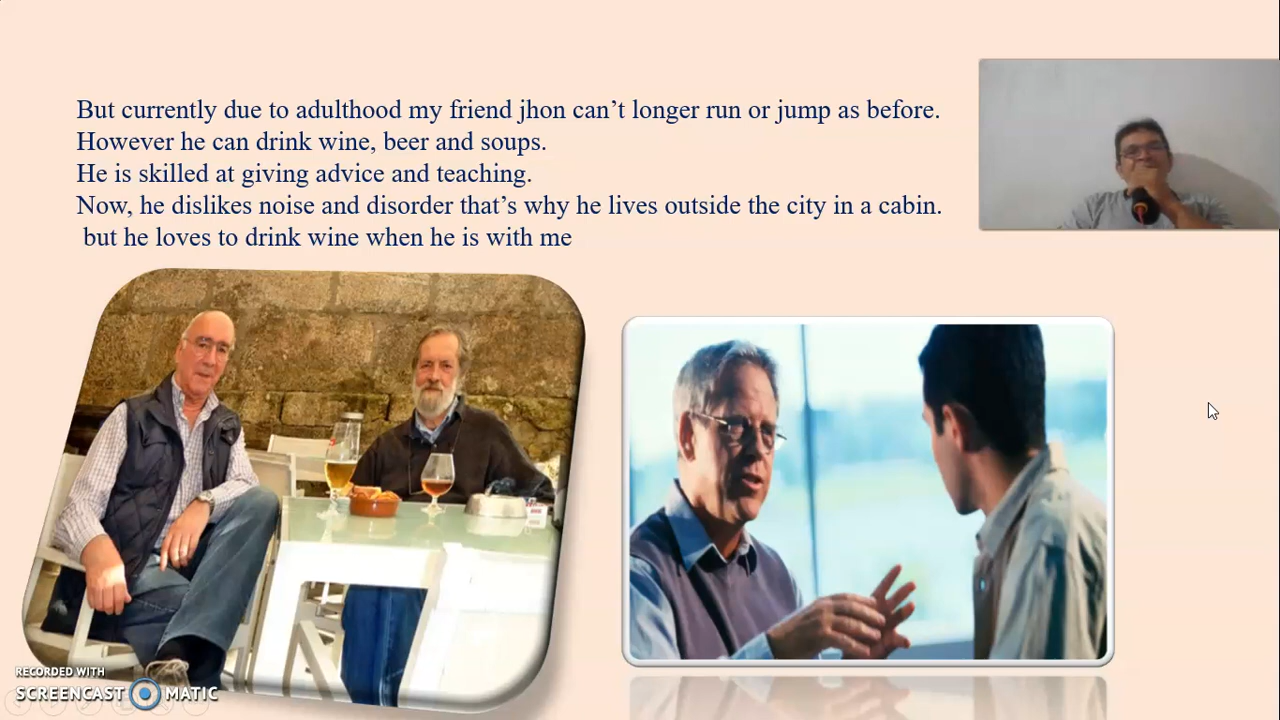 But currently due to adulthood my friend jhon can’t longer run or jump as before.
However he can drink wine, beer and soups.
He is skilled at giving advice and teaching.
Now, he dislikes noise and disorder that’s why he lives outside the city in a cabin.
but he loves to drink wine when he is with me
RECORDED WITH
SCREENCAST MATIC